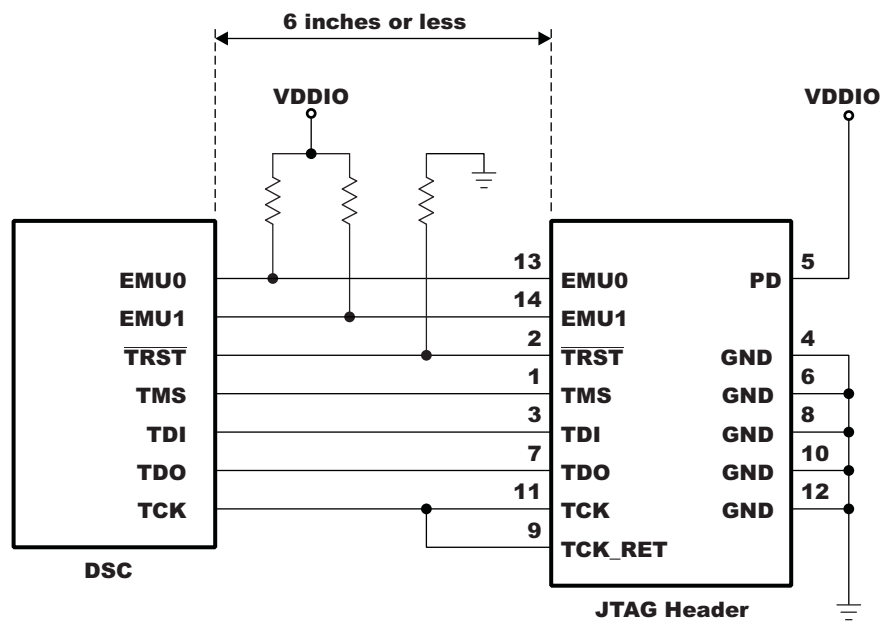 6 inches or less
VDDIO
VDDIO
13
5
EMU0
EMU0
PD
14
EMU1
EMU1
2
4
TRST
TRST
GND
1
6
TMS
TMS
GND
3
8
TDI
TDI
GND
7
10
TDO
TDO
GND
11
12
TCK
TCK
GND
9
TCK_RET
DSC
JTAG Header